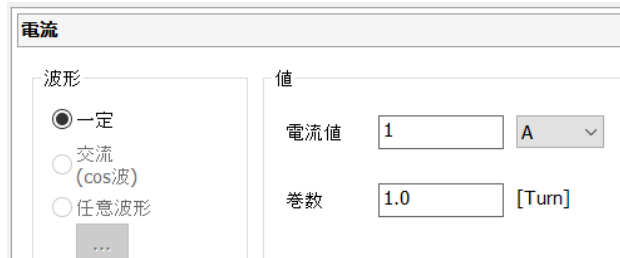 電流
波形
一定
交流
(cos波)
任意波形
...
値
電流値 1 A
巻数 1.0 [Turn]